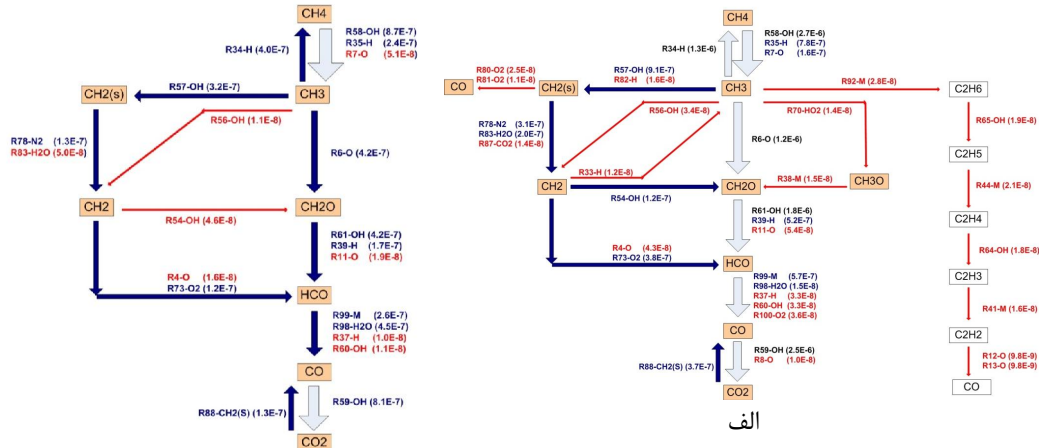 CH4
R58-OH (8.7E-7)
R35-H (2.4E-7)
R7-O (5.1E-8)
R34-H (4.0E-7)
R57-OH (3.2E-7)
CH2(s)
CH3
R56-OH (1.1E-8)
R78-N2 (1.3E-7)
R83-H2O (5.0E-8)
R6-O (4.2E-7)
CH2
CH2O
R54-OH (4.6E-8)
R61-OH (4.2E-7)
R39-H (1.7E-7)
R11-O (1.9E-8)
R4-O (1.6E-8)
R73-O2 (1.2E-7)
HCO
R99-M (2.6E-7)
R98-H2O (4.5E-7)
R37-H (1.0E-8)
R60-OH (1.1E-8)
CO
R88-CH2(S) (1.3E-7)
R59-OH (8.1E-7)
CO2
CH4
R58-OH (2.7E-6)
R35-H (7.8E-7)
R7-O (1.6E-7)
R34-H (1.3E-6)
R80-O2 (2.5E-8)
R81-O2 (1.1E-8)
R57-OH (9.1E-7)
R82-H (1.6E-8)
R92-M (2.8E-8)
CO
CH2(s)
CH3
C2H6
R56-OH (3.4E-8)
R70-HO2 (1.4E-8)
R65-OH (1.9E-8)
R78-N2 (3.1E-7)
R83-H2O (2.0E-7)
R87-CO2 (1.4E-8)
R6-O (1.2E-6)
C2H5
R33-H (1.2E-8)
CH2
CH2O
R38-M (1.5E-8)
CH3O
R44-M (2.1E-8)
R54-OH (1.2E-7)
R61-OH (1.8E-6)
R39-H (5.2E-7)
R11-O (5.4E-8)
C2H4
R4-O (4.3E-8)
R73-O2 (3.8E-7)
HCO
R64-OH (1.8E-8)
C2H3
R99-M (5.7E-7)
R98-H2O (1.5E-8)
R37-H (3.3E-8)
R60-OH (3.3E-8)
R100-O2 (3.6E-8)
R41-M (1.6E-8)
CO
C2H2
R59-OH (2.5E-6)
R8-O (1.0E-8)
R88-CH2(S) (3.7E-7)
R12-O (9.8E-9)
R13-O (9.8E-9)
CO2
CO
الف